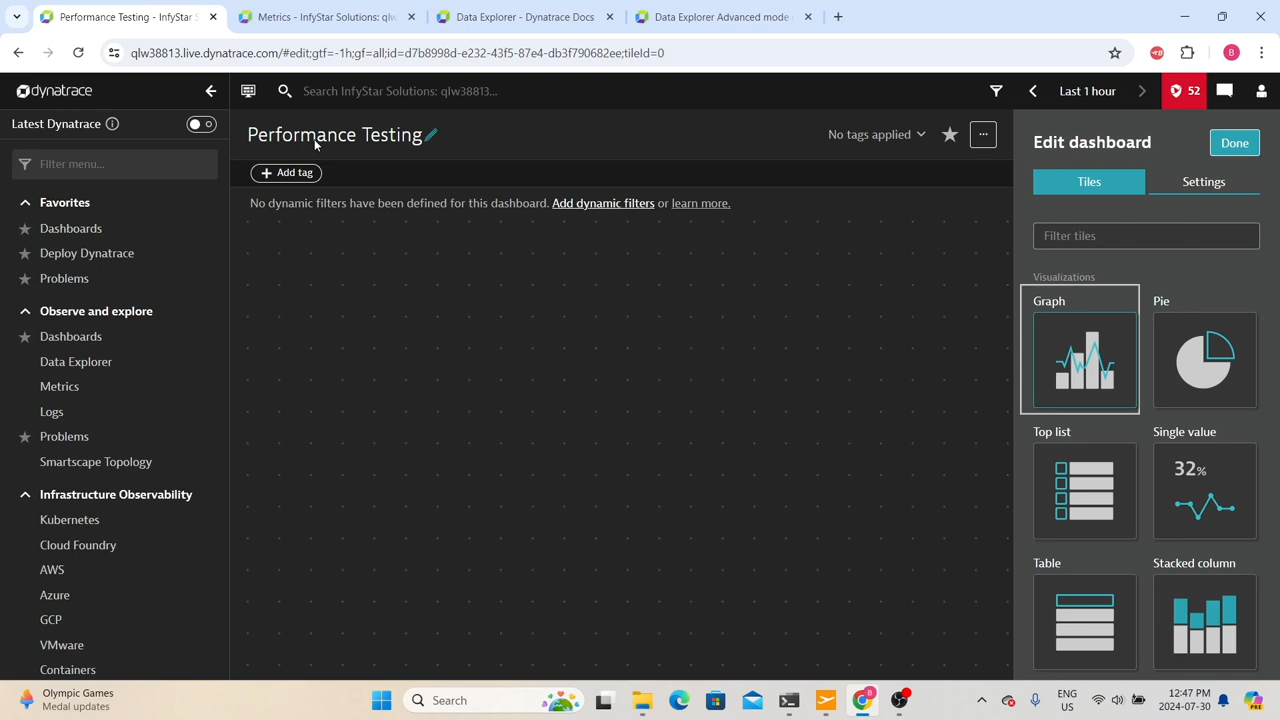 Performance Testing - InfyStar S
Metrics - InfyStar Solutions: qlw
Data Explorer - Dynatrace Docs
Data Explorer Advanced mode
qlw38813.live.dynatrace.com/#edit;gtf=-1h;gf=all;id=d7b8998d-e232-43f5-87e4-db3f790682ee;tileId=0
B
dynatrace
Search InfyStar Solutions: qlw38813...
Last 1 hour
52
Latest Dynatrace
Filter menu...
Favorites
Dashboards
Deploy Dynatrace
Problems
Observe and explore
Dashboards
Data Explorer
Metrics
Logs
Problems
Smartscape Topology
Infrastructure Observability
Kubernetes
Cloud Foundry
AWS
Azure
GCP
VMware
Containers
Performance Testing
No tags applied
...
Add tag
No dynamic filters have been defined for this dashboard. Add dynamic filters or learn more.
Edit dashboard
Done
Tiles
Settings
Filter tiles
Visualizations
Graph
Pie
Top list
Single value
32%
Table
Stacked column
Olympic Games
Medal updates
Search
B
ENG
US
12:47 PM
2024-07-30
PRE